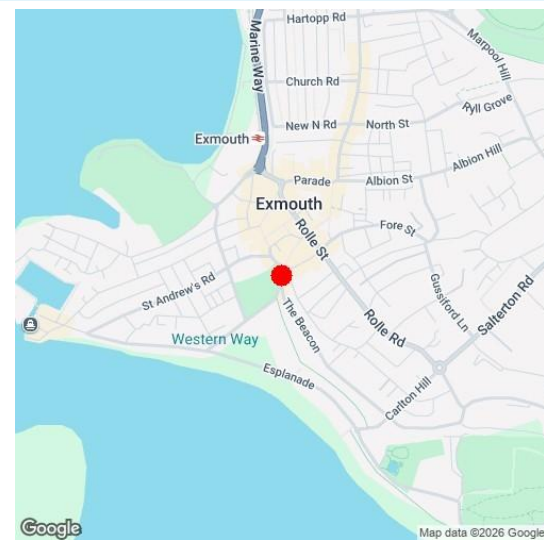 Hartopp Rd
Marine Way
Marpool Hill
Church Rd
Ryll Grove
New N Rd
North St
Exmouth
Albion Hill
Parade
Albion St
Exmouth
Rolle St
Fore St
Gussiford Ln
Salterton Rd
St Andrew's Rd
The Beacon
Rolle Rd
Western Way
Esplanade
Carlton Hill
Google
Map data ©2026 Google